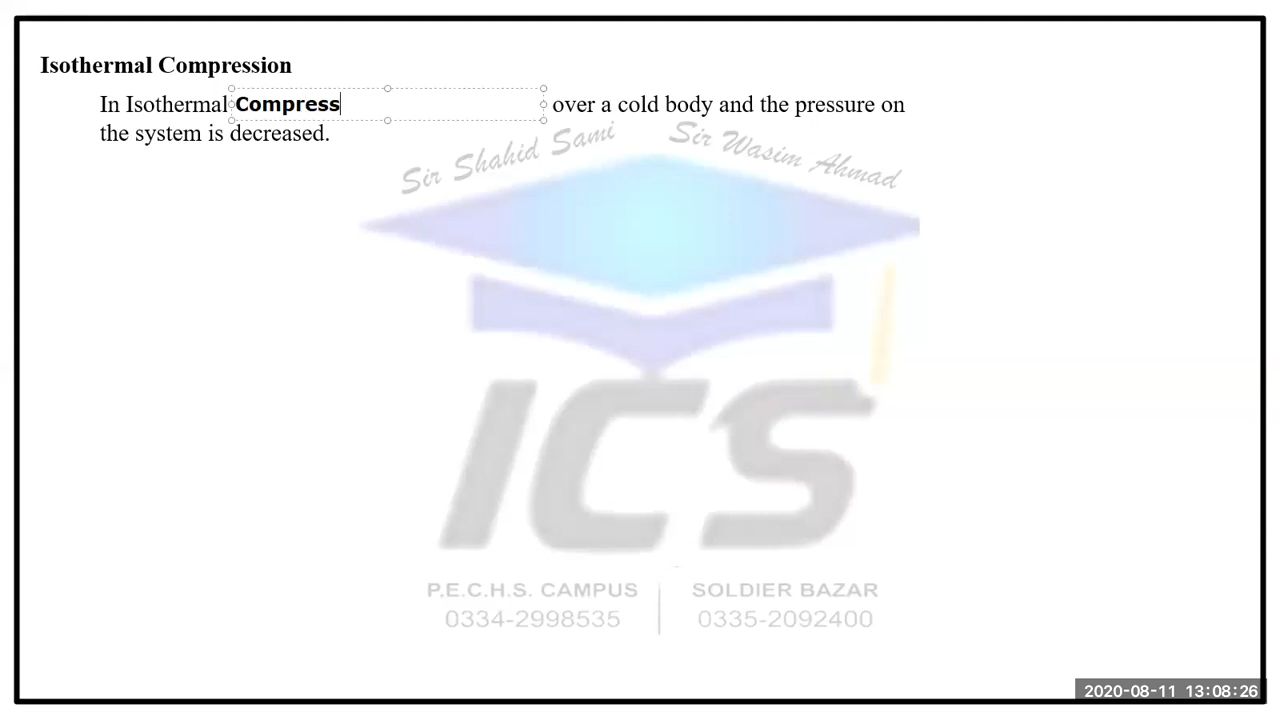 Isothermal Compression
In Isothermal Compress over a cold body and the pressure on
the system is decreased.
Sir Shahid Sami Sir Wasim Ahmad
ICS
P.E.C.H.S. CAMPUS SOLDIER BAZAR
0334-2998535 0335-2092400
2020-08-11 13:08:26